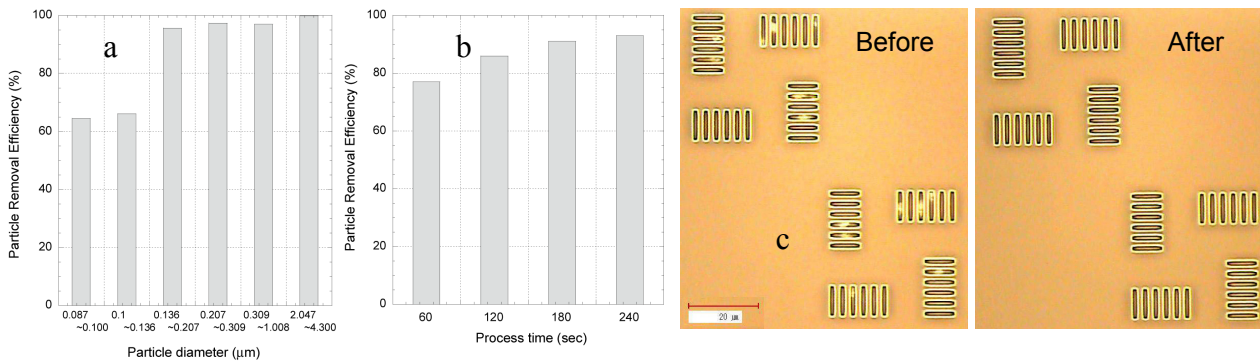 a
Particle Removal Efficiency (%)
100
80
60
40
20
0
0.087 0.1 0.136 0.207 0.309 2.047
~0.100 ~0.136 ~0.207 ~0.309 ~1.008 ~4.300
Particle diameter (μm)
b
Particle Removal Efficiency (%)
100
80
60
40
20
0
60 120 180 240
Process time (sec)
Before
c
20 μm
After